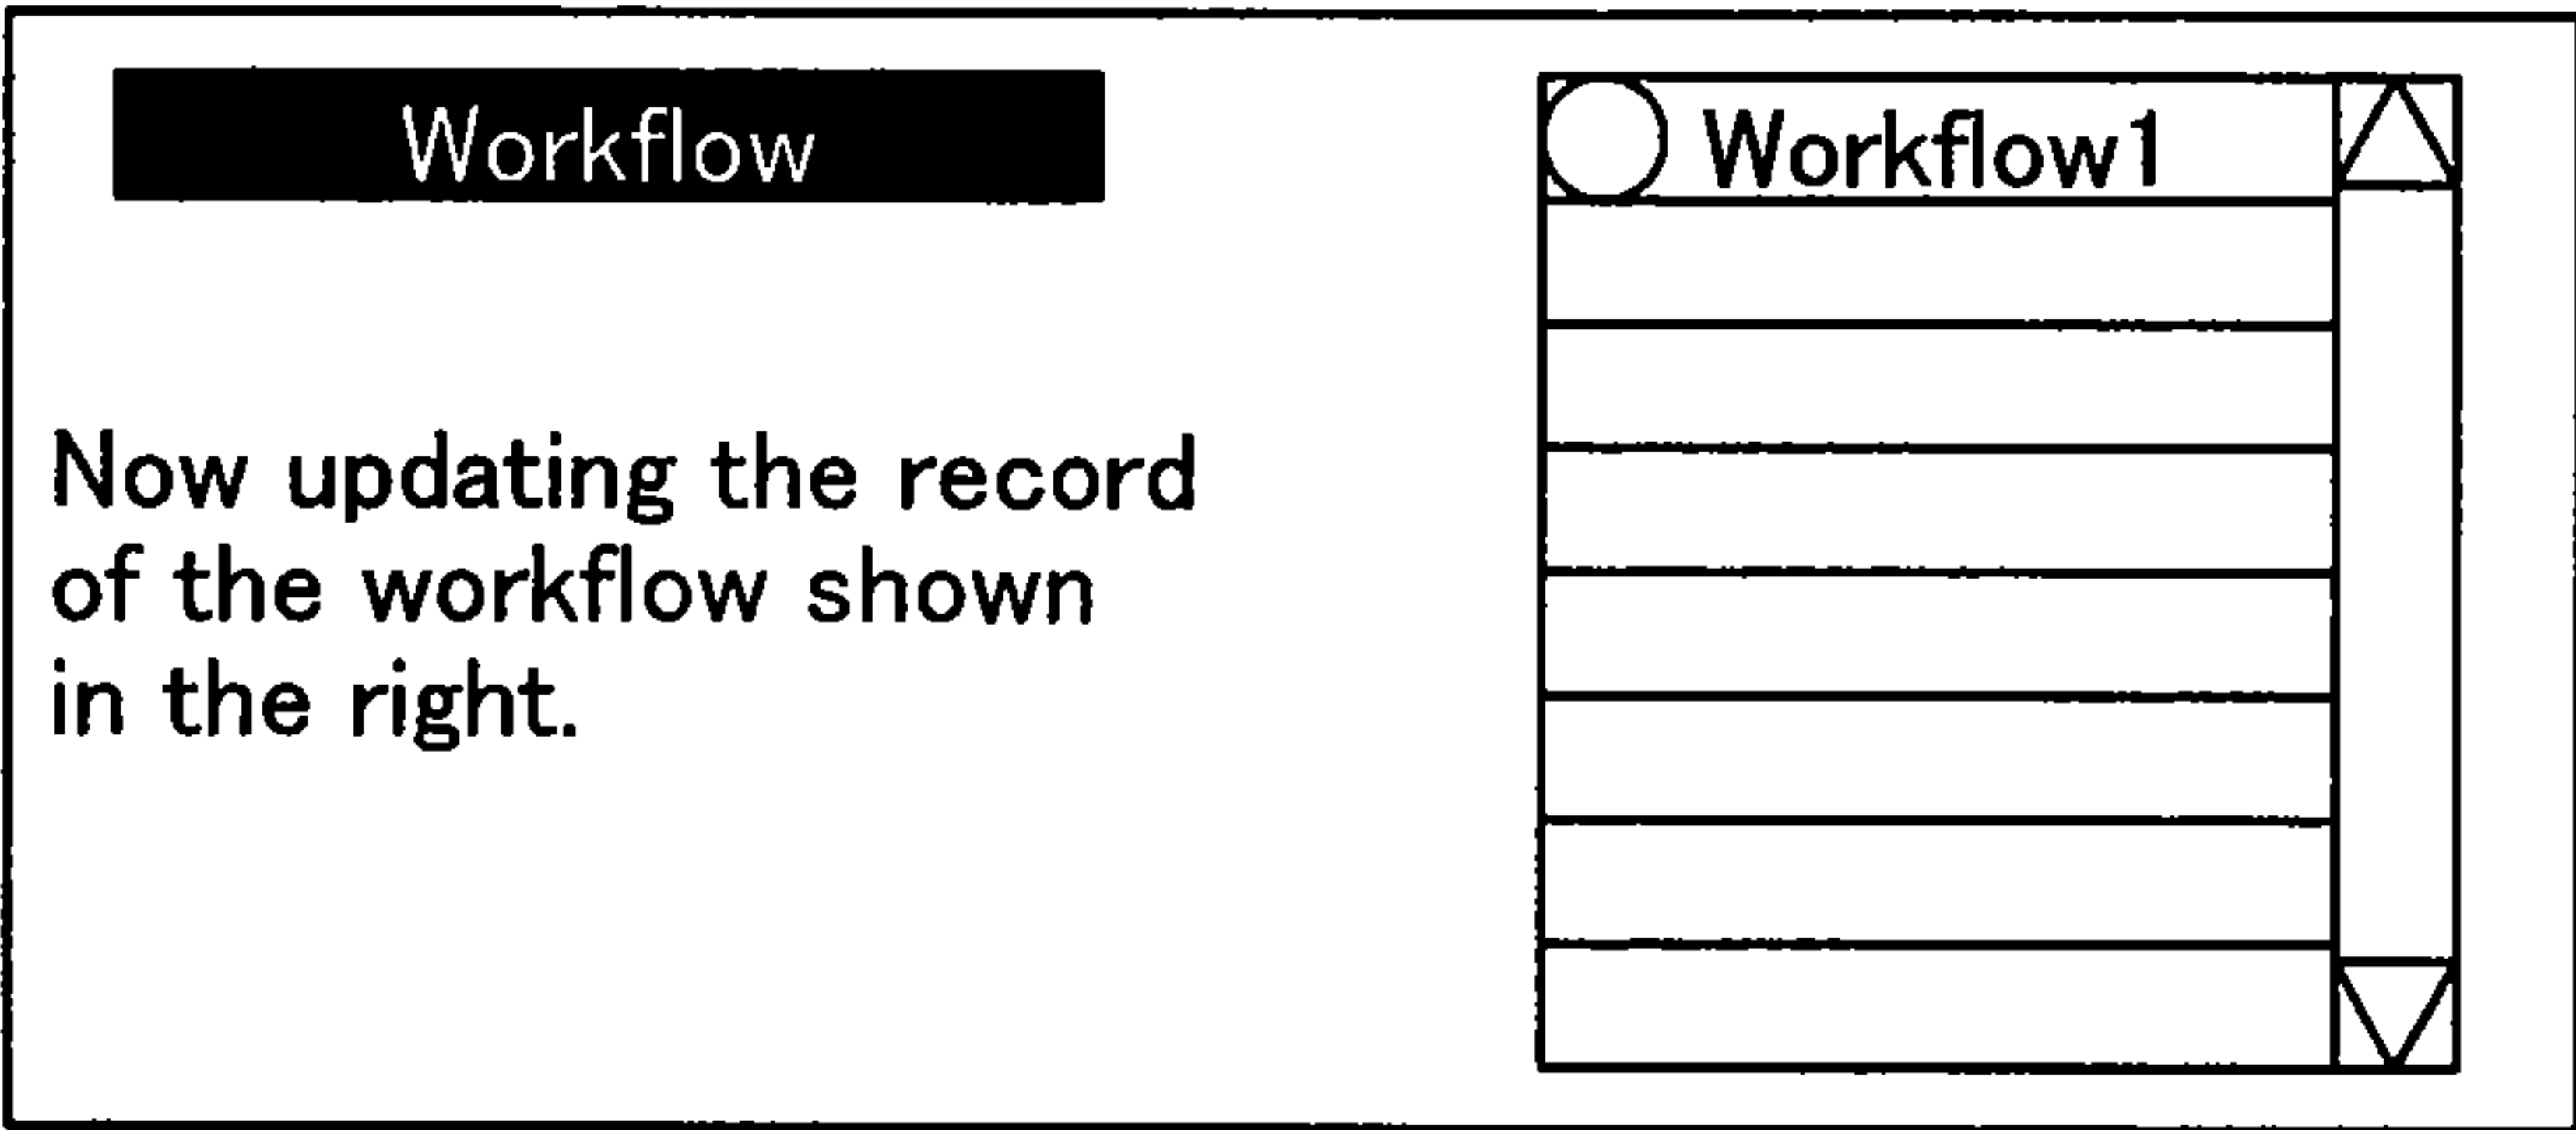 Workflow
Now updating the record
of the workflow shown
in the right.
Workflow1